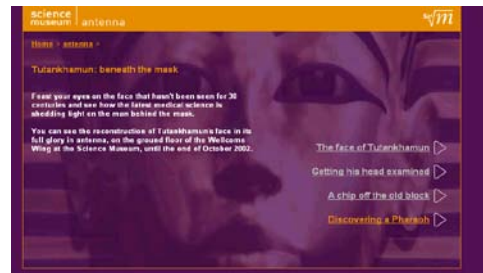 science
museum antenna
Home > antenna >
Tutankhamun: beneath the mask
Feast your eyes on the face that hasn't been seen for 30
centuries and see how the latest medical science is
shedding light on the man behind the mask.
You can see the reconstruction of Tutankhamun's face in its
full glory in antenna, on the ground floor of the Wellcome
Wing at the Science Museum, until the end of October 2002.
The face of Tutankhamun
Getting his head examined
A chip off the old block
Discovering a Pharaoh